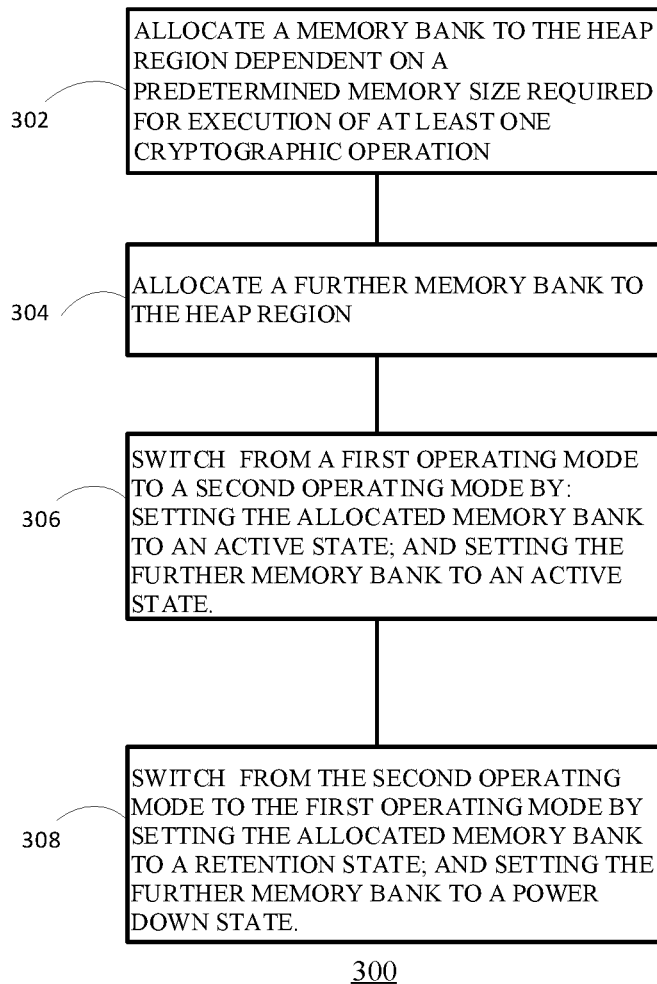 ALLOCATE A MEMORY BANK TO THE HEAP
REGION DEPENDENT ON A
PREDETERMINED MEMORY SIZE REQUIRED
FOR EXECUTION OF AT LEAST ONE
CRYPTOGRAPHIC OPERATION
302
ALLOCATE A FURTHER MEMORY BANK TO
THE HEAP REGION
304
SWITCH FROM A FIRST OPERATING MODE
TO A SECOND OPERATING MODE BY:
SETTING THE ALLOCATED MEMORY BANK
TO AN ACTIVE STATE; AND SETTING THE
FURTHER MEMORY BANK TO AN ACTIVE
STATE.
306
SWITCH FROM THE SECOND OPERATING
MODE TO THE FIRST OPERATING MODE BY
SETTING THE ALLOCATED MEMORY BANK
TO A RETENTION STATE; AND SETTING THE
FURTHER MEMORY BANK TO A POWER
DOWN STATE.
308
300